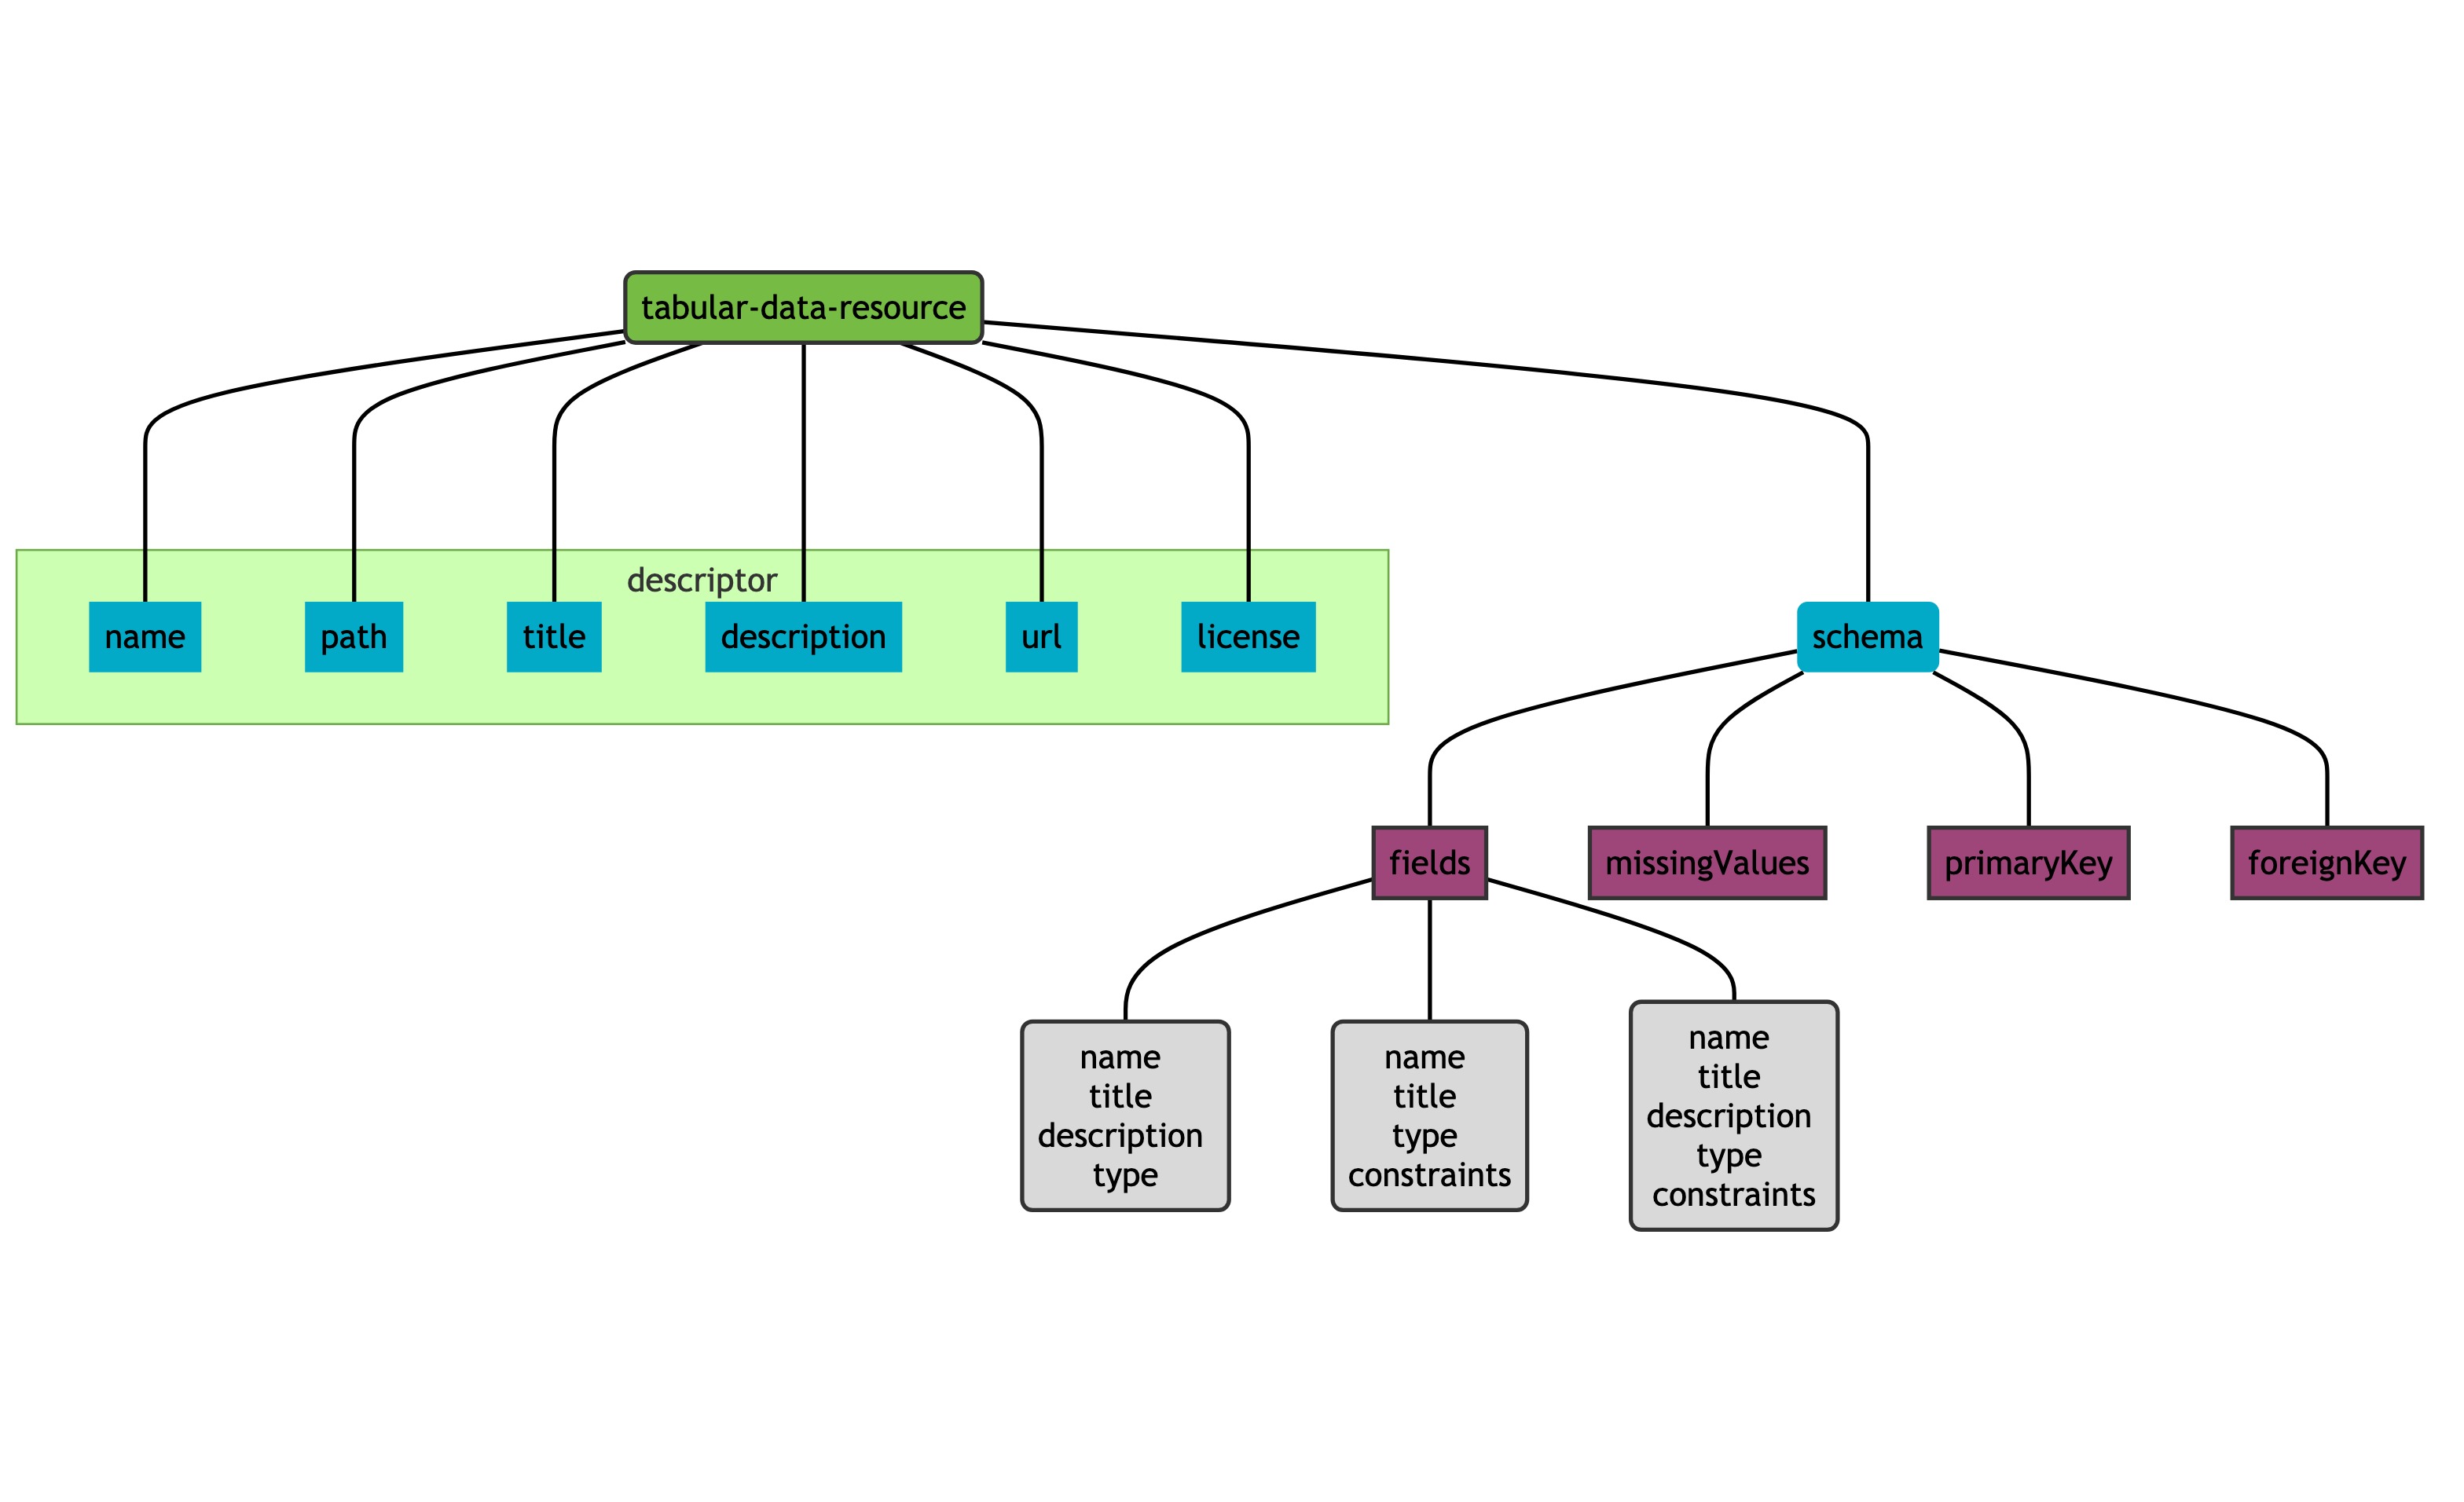 tabular-data-resource
descriptor
name
path
title
description
url
license
schema
fields
missingValues
primaryKey
foreignKey
name
title
description
type
name
title
type
constraints
name
title
description
type
constraints